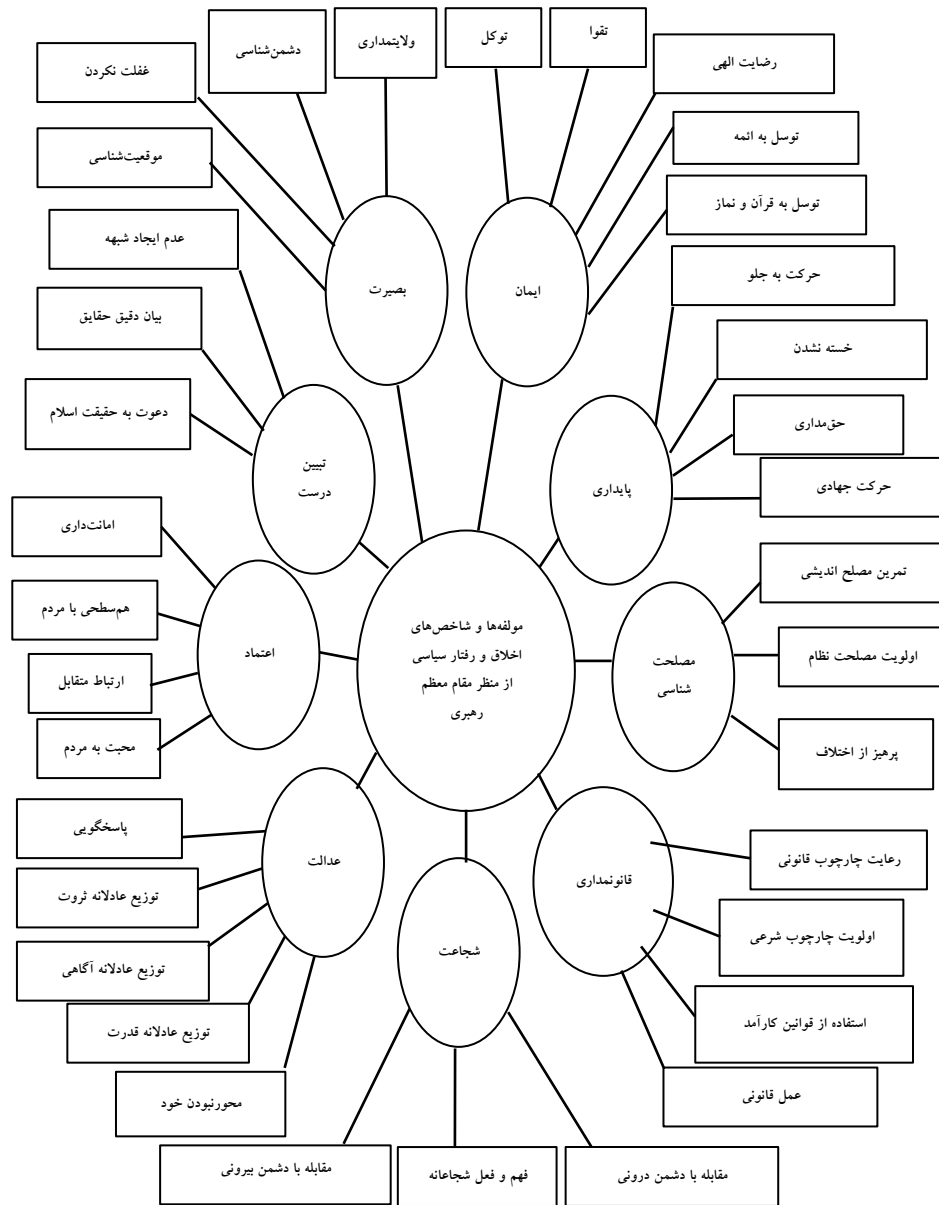 تقوا
توکل
ولایتمداری
دشمن‌شناسی
رضایت الهی
غفلت نکردن
توسل به ائمه
موقعیت‌شناسی
توسل به قرآن و نماز
عدم ایجاد شبهه
حرکت به جلو
ایمان
بصیرت
بیان دقیق حقایق
خسته نشدن
دعوت به حقیقت اسلام
حق‌مداری
تبیین
درست
پایداری
حرکت جهادی
امانت‌داری
تمرین مصلح اندیشی
هم‌سطحی با مردم
اعتماد
مولفه‌ها و شاخص‌های
اخلاق و رفتار سیاسی
از منظر مقام معظم
رهبری
مصلحت
شناسی
اولویت مصلحت نظام
ارتباط متقابل
محبت به مردم
پرهیز از اختلاف
پاسخگویی
عدالت
رعایت چارچوب قانونی
قانونمداری
توزیع عادلانه ثروت
اولویت چارچوب شرعی
شجاعت
توزیع عادلانه آگاهی
استفاده از قوانین کارآمد
توزیع عادلانه قدرت
عمل قانونی
محورنبودن خود
مقابله با دشمن درونی
فهم و فعل شجاعانه
مقابله با دشمن بیرونی